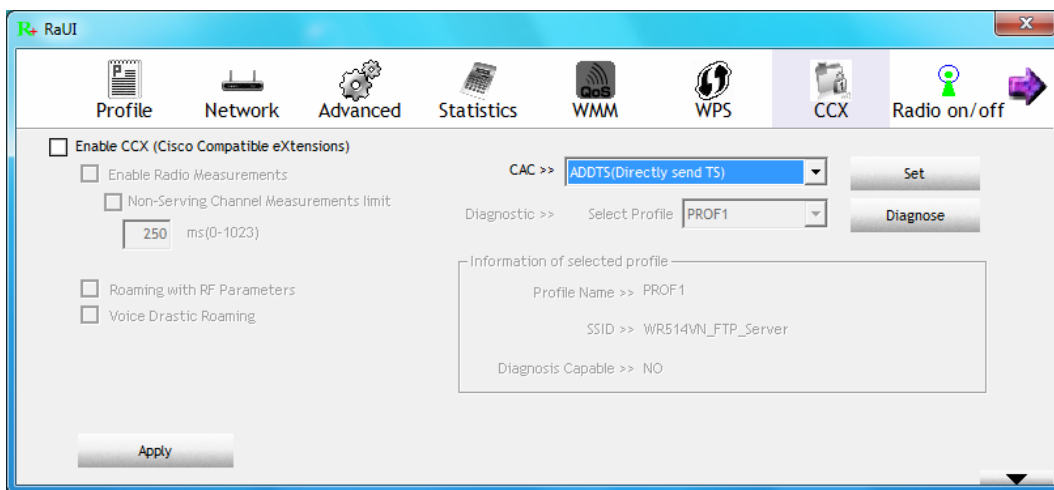 RaUI
Profile Network Advanced Statistics QoS WMM WPS CCX Radio on/off
Enable CCX (Cisco Compatible eXtensions)
Enable Radio Measurements
Non-Serving Channel Measurements limit
250 ms(0-1023)
Roaming with RF Parameters
Voice Drastic Roaming
CAC >> ADDTS(Directly send TS) Set
Diagnostic >> Select Profile PROF1 Diagnose
Information of selected profile
Profile Name >> PROF1
SSID >> WR514VN_FTP_Server
Diagnosis Capable >> NO
Apply